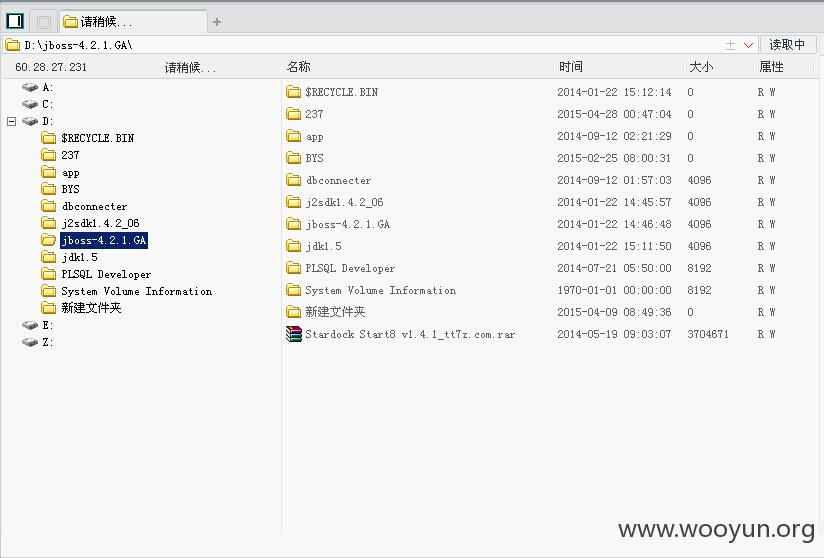 请稍候...
D:\jboss-4.2.1.GA\ 读取中
60.28.27.231 请稍候... 名称 时间 大小 属性
A:
C:
D:
$RECYCLE.BIN
237
app
BYS
dbconnecter
j2sdk1.4.2_06
jboss-4.2.1.GA
jdk1.5
PLSQL Developer
System Volume Information
新建文件夹
E:
Z:
$RECYCLE.BIN 2014-01-22 15:12:14 0 R W
237 2015-04-28 00:47:04 0 R W
app 2014-09-12 02:21:29 0 R W
BYS 2015-02-25 08:00:31 0 R W
dbconnecter 2014-09-12 01:57:03 4096 R W
j2sdk1.4.2_06 2014-01-22 14:45:57 4096 R W
jboss-4.2.1.GA 2014-01-22 14:46:48 4096 R W
jdk1.5 2014-01-22 15:11:50 4096 R W
PLSQL Developer 2014-07-21 05:50:00 8192 R W
System Volume Information 1970-01-01 00:00:00 8192 R W
新建文件夹 2015-04-09 08:49:36 0 R W
Stardock Start8 v1.4.1_tt7z.com.rar 2014-05-19 09:03:07 3704671 R W
www.wooyun.org